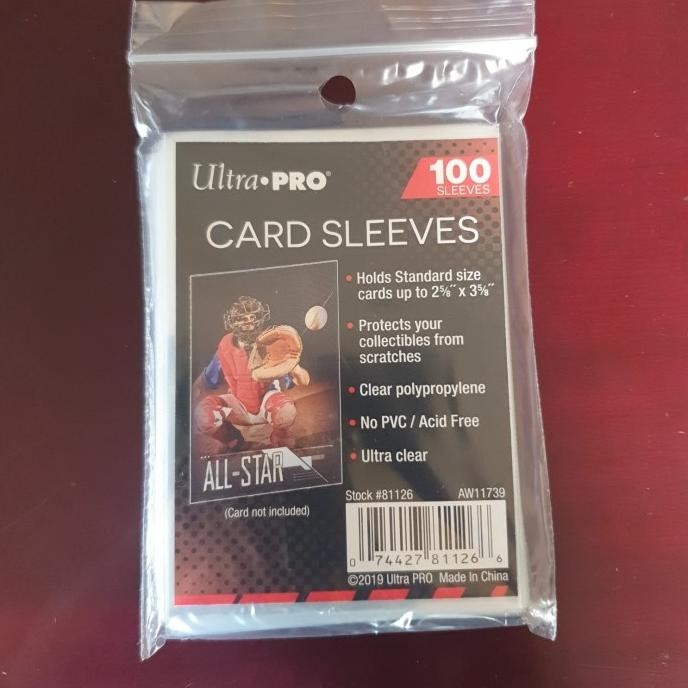 Ultra•PRO®
100
SLEEVES
CARD SLEEVES
• Holds Standard size
cards up to 2⅝˝ x 3⅝˝
• Protects your
collectibles from
scratches
• Clear polypropylene
• No PVC / Acid Free
• Ultra clear
ALL-STAR
(Card not included)
Stock #81126 AW11739
0 74427 81126 6
©2019 Ultra PRO Made In China